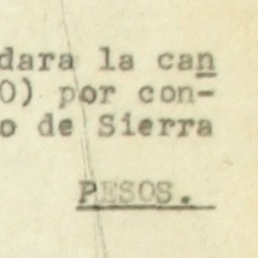 dara la can
0) por con-
o de Sierra
PESOS.